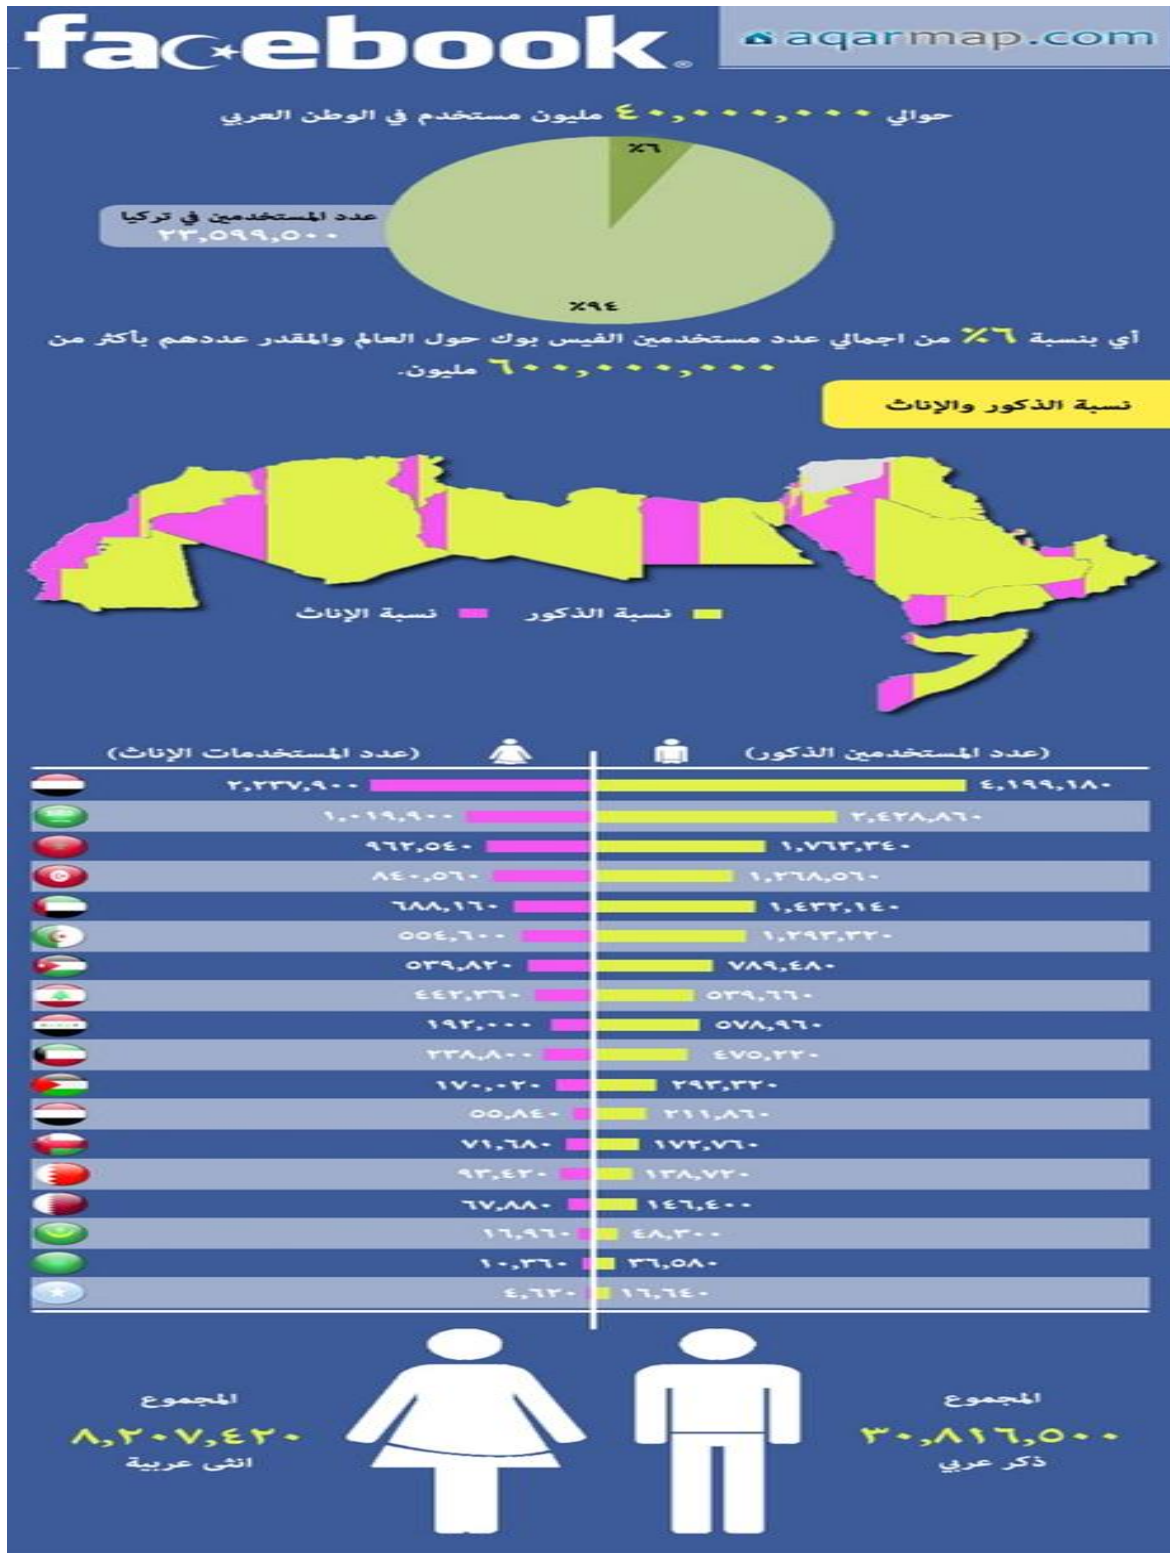 facebook
aqarmap.com
حوالي ٤٠,٠٠٠,٠٠٠ مليون مستخدم في الوطن العربي
٪٦
عدد المستخدمين في تركيا
٢٣,٥٩٩,٥٠٠
٪٩٤
أي بنسبة ٦٪ من اجمالي عدد مستخدمين الفيس بوك حول العالم والمقدر عددهم بأكثر من
٦٠٠,٠٠٠,٠٠٠ مليون.
نسبة الذكور والإناث
نسبة الذكور نسبة الإناث
(عدد المستخدمين الذكور) (عدد المستخدمات الإناث)
٤,١٩٩,١٨٠ ٢,٢٣٧,٩٠٠
٢,٤٢٨,٨٦٠ ١,٠١٩,٩٠٠
١,٧٦٣,٣٤٠ ٩٦٢,٥٤٠
١,٢٦٨,٥٦٠ ٨٤٠,٥٦٠
١,٤٣٢,١٤٠ ٦٨٨,١٦٠
١,٢٩٣,٣٢٠ ٥٥٤,٦٠٠
٧٨٩,٤٨٠ ٥٣٩,٨٢٠
٥٣٩,٦٦٠ ٤٤٢,٣٦٠
٥٧٨,٩٦٠ ١٩٢,٠٠٠
٤٧٥,٢٢٠ ٢٣٨,٨٠٠
٢٩٣,٣٢٠ ١٧٠,٠٢٠
٢١١,٨٦٠ ٥٥,٨٤٠
١٧٢,٧٦٠ ٧١,٦٨٠
١٣٨,٧٢٠ ٩٣,٤٢٠
١٤٦,٤٠٠ ٦٧,٨٨٠
٤٨,٣٠٠ ١٦,٩٦٠
٣٦,٥٨٠ ١٠,٣٦٠
١٦,٦٤٠ ٤,٦٢٠
المجموع
٣٠,٨١٦,٥٠٠
ذكر عربي
المجموع
٨,٢٠٧,٤٢٠
انثى عربية